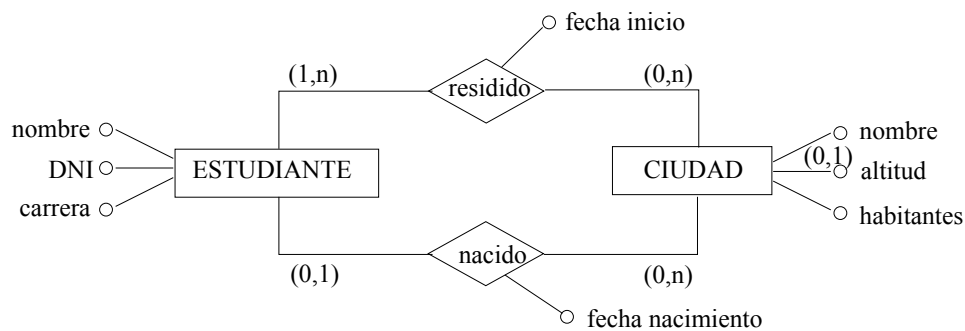 fecha inicio
(1,n)
residido
(0,n)
nombre
DNI
carrera
ESTUDIANTE
CIUDAD
nombre
(0,1)
altitud
habitantes
(0,1)
nacido
(0,n)
fecha nacimiento